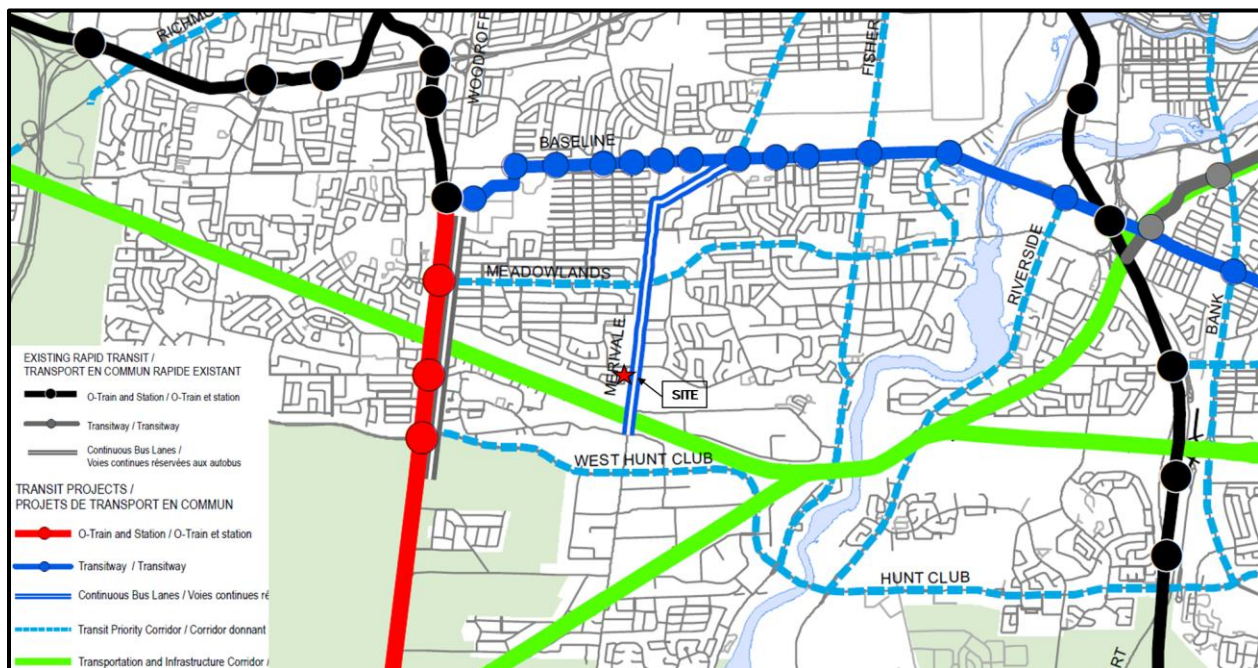 RICHMO
WOODROFF
FISHER
BASELINE
MEADOWLANDS
RIVERSIDE
BANK
MERIVALE
SITE
WEST HUNT CLUB
HUNT CLUB
RT
EXISTING RAPID TRANSIT /
TRANSPORT EN COMMUN RAPIDE EXISTANT
O-Train and Station / O-Train et station
Transitway / Transitway
Continuous Bus Lanes /
Voies continues réservées aux autobus
TRANSIT PROJECTS /
PROJETS DE TRANSPORT EN COMMUN
O-Train and Station / O-Train et station
Transitway / Transitway
Continuous Bus Lanes / Voies continues ré
Transit Priority Corridor / Corridor donnant
Transportation and Infrastructure Corridor /